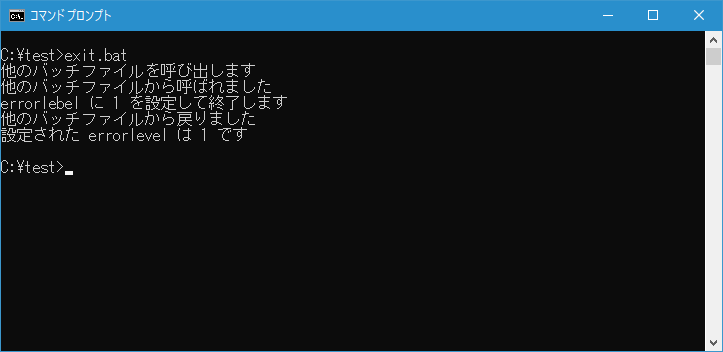 コマンドプロンプト
C:¥test>exit.bat
他のバッチファイルを呼び出します
他のバッチファイルから呼ばれました
errorlebel に 1 を設定して終了します
他のバッチファイルから戻りました
設定された errorlevel は 1 です
C:¥test>